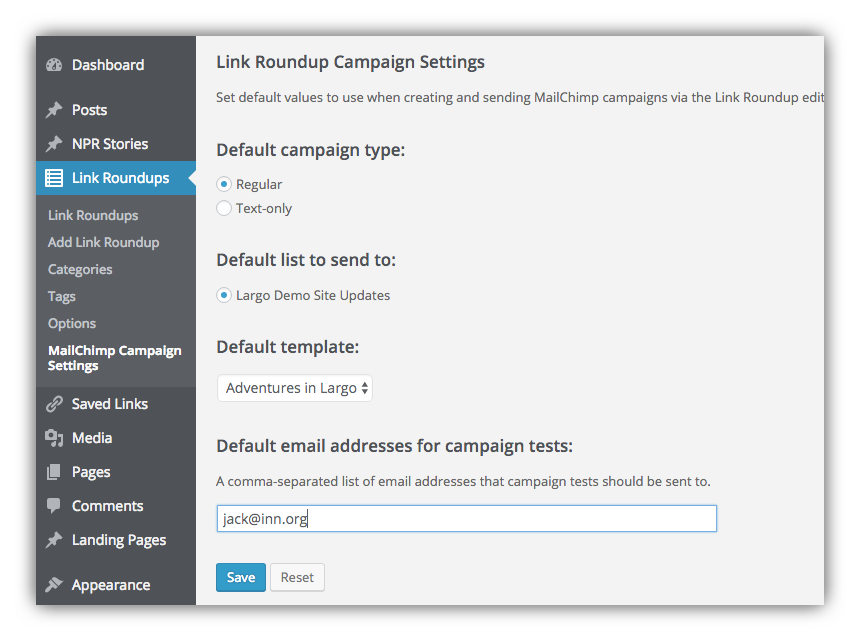 Dashboard
Posts
NPR Stories
Link Roundups
Link Roundups
Add Link Roundup
Categories
Tags
Options
MailChimp Campaign
Settings
Saved Links
Media
Pages
Comments
Landing Pages
Appearance
Link Roundup Campaign Settings
Set default values to use when creating and sending MailChimp campaigns via the Link Roundup edit
Default campaign type:
Regular
Text-only
Default list to send to:
Largo Demo Site Updates
Default template:
Adventures in Largo
Default email addresses for campaign tests:
A comma-separated list of email addresses that campaign tests should be sent to.
jack@inn.org
Save
Reset